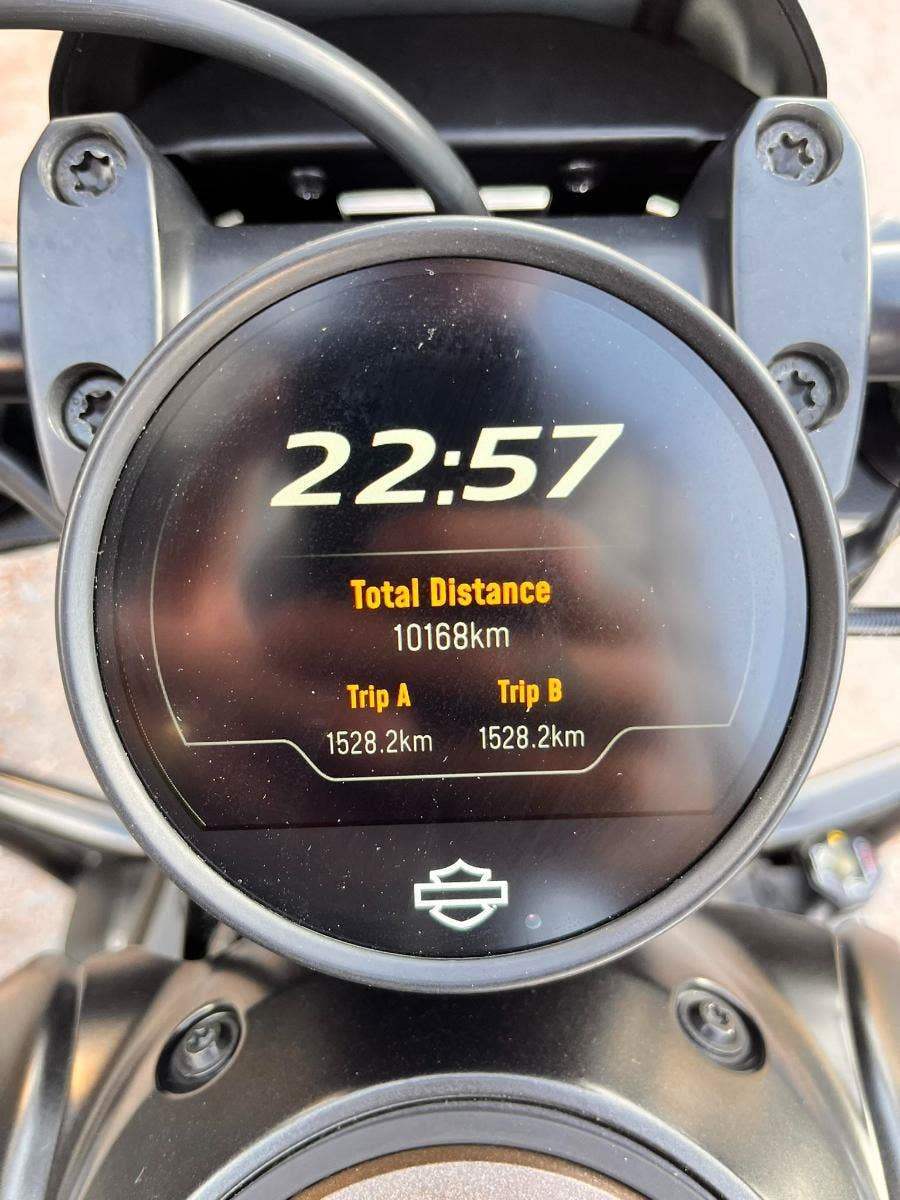 22:57
Total Distance
10168km
Trip A Trip B
1528.2km 1528.2km